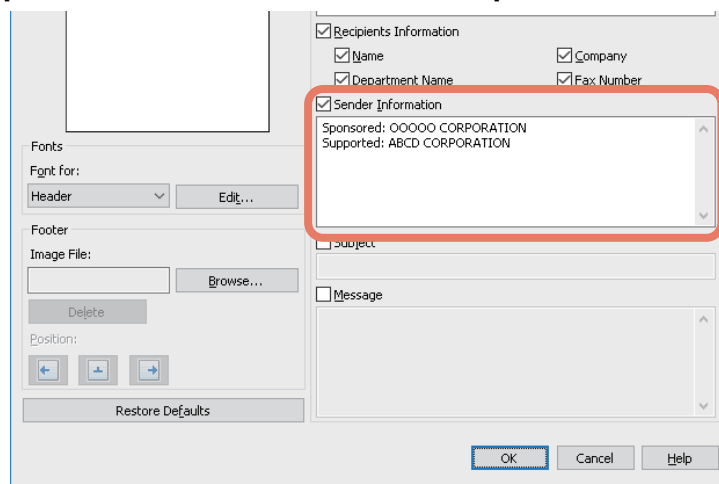 Recipients Information
Name
Company
Department Name
Fax Number
Sender Information
Sponsored: OOOOO CORPORATION
Supported: ABCD CORPORATION
Fonts
Font for:
Header
Edit...
Footer
Image File:
Browse...
Delete
Position:
Restore Defaults
Subject
Message
OK
Cancel
Help